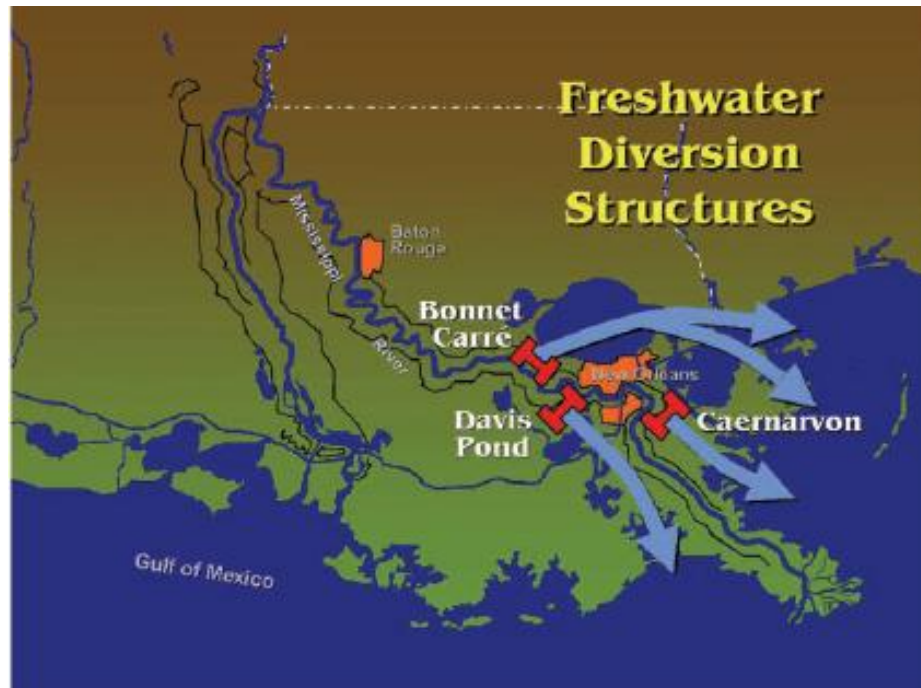 Freshwater
Diversion
Structures
Mississippi
River
Baton
Rouge
Bonnet
Carré
New Orleans
Davis
Pond
Caernarvon
Gulf of Mexico